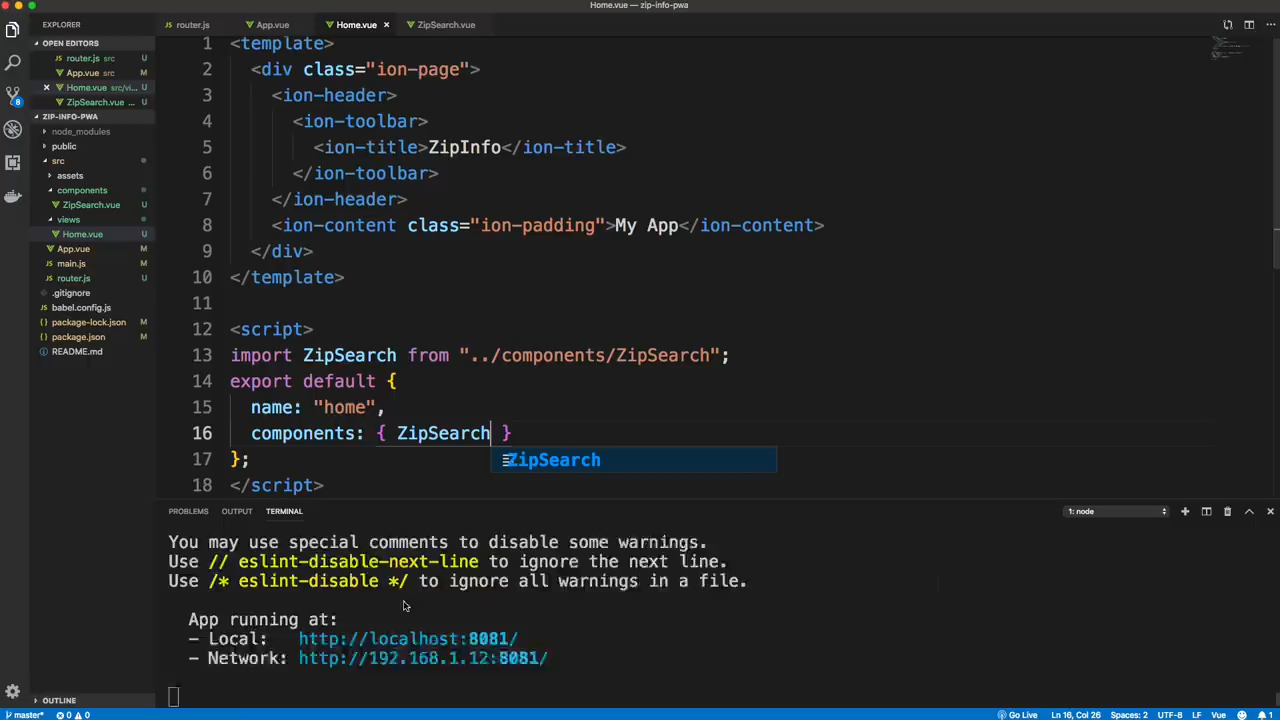 Home.vue — zip-info-pwa
EXPLORER
router.js
App.vue
Home.vue
ZipSearch.vue
OPEN EDITORS
router.js src U
App.vue src M
Home.vue src/vi... U
ZipSearch.vue ... U
ZIP-INFO-PWA
node_modules
public
src
assets
components
ZipSearch.vue U
views
Home.vue U
App.vue M
main.js M
router.js U
.gitignore
babel.config.js
package-lock.json M
package.json M
README.md
OUTLINE
1 <template>
2 <div class="ion-page">
3 <ion-header>
4 <ion-toolbar>
5 <ion-title>ZipInfo</ion-title>
6 </ion-toolbar>
7 </ion-header>
8 <ion-content class="ion-padding">My App</ion-content>
9 </div>
10 </template>
11
12 <script>
13 import ZipSearch from "../components/ZipSearch";
14 export default {
15 name: "home",
16 components: { ZipSearch }
ZipSearch
17 };
18 </script>
PROBLEMS OUTPUT TERMINAL 1: node
You may use special comments to disable some warnings.
Use // eslint-disable-next-line to ignore the next line.
Use /* eslint-disable */ to ignore all warnings in a file.
App running at:
- Local: http://localhost:8081/
- Network: http://192.168.1.12:8081/
master* 0 0 Go Live Ln 16, Col 26 Spaces: 2 UTF-8 LF Vue 1